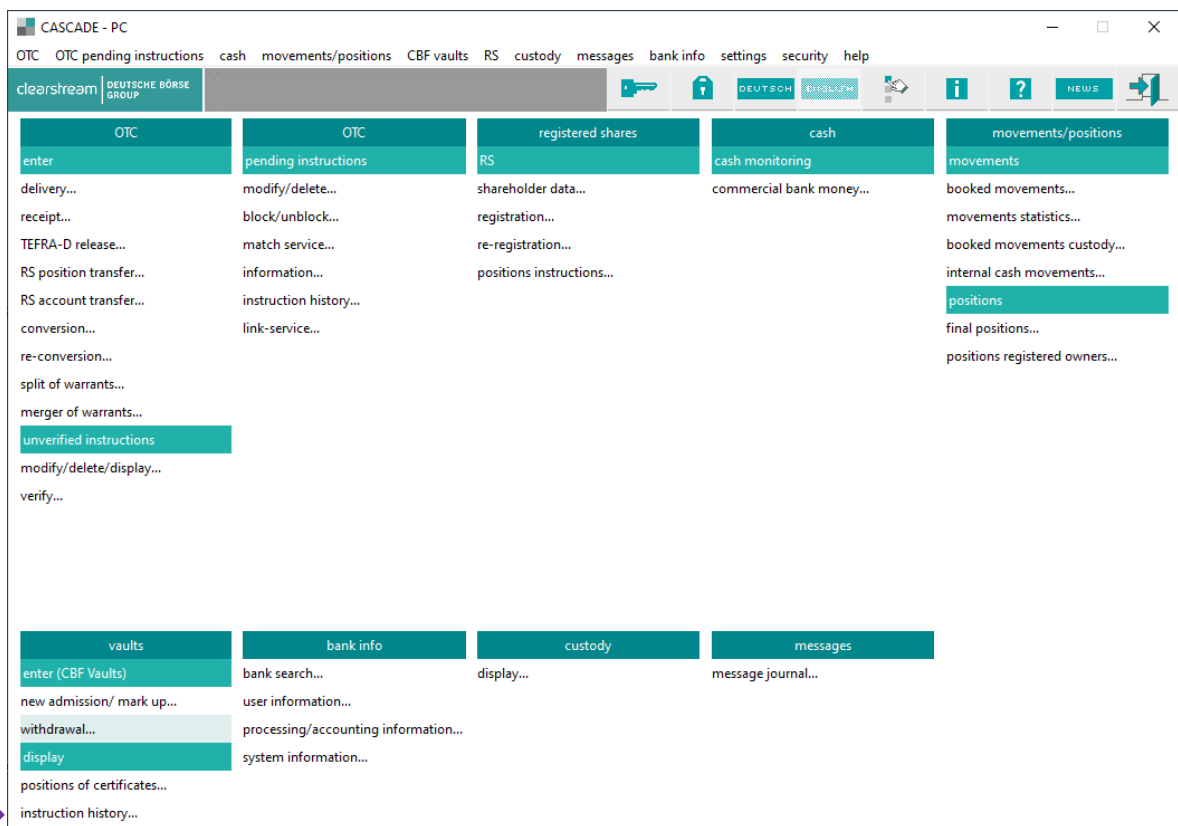 CASCADE - PC
OTC OTC pending instructions cash movements/positions CBF vaults RS custody messages bank info settings security help
clearstream DEUTSCHE BÖRSE GROUP
DEUTSCH ENGLISH i ? NEWS
OTC
enter
delivery...
receipt...
TEFRA-D release...
RS position transfer...
RS account transfer...
conversion...
re-conversion...
split of warrants...
merger of warrants...
unverified instructions
modify/delete/display...
verify...
OTC
pending instructions
modify/delete...
block/unblock...
match service...
information...
instruction history...
link-service...
registered shares
RS
shareholder data...
registration...
re-registration...
positions instructions...
cash
cash monitoring
commercial bank money...
movements/positions
movements
booked movements...
movements statistics...
booked movements custody...
internal cash movements...
positions
final positions...
positions registered owners...
vaults
enter (CBF Vaults)
new admission/ mark up...
withdrawal...
display
positions of certificates...
instruction history...
bank info
bank search...
user information...
processing/accounting information...
system information...
custody
display...
messages
message journal...